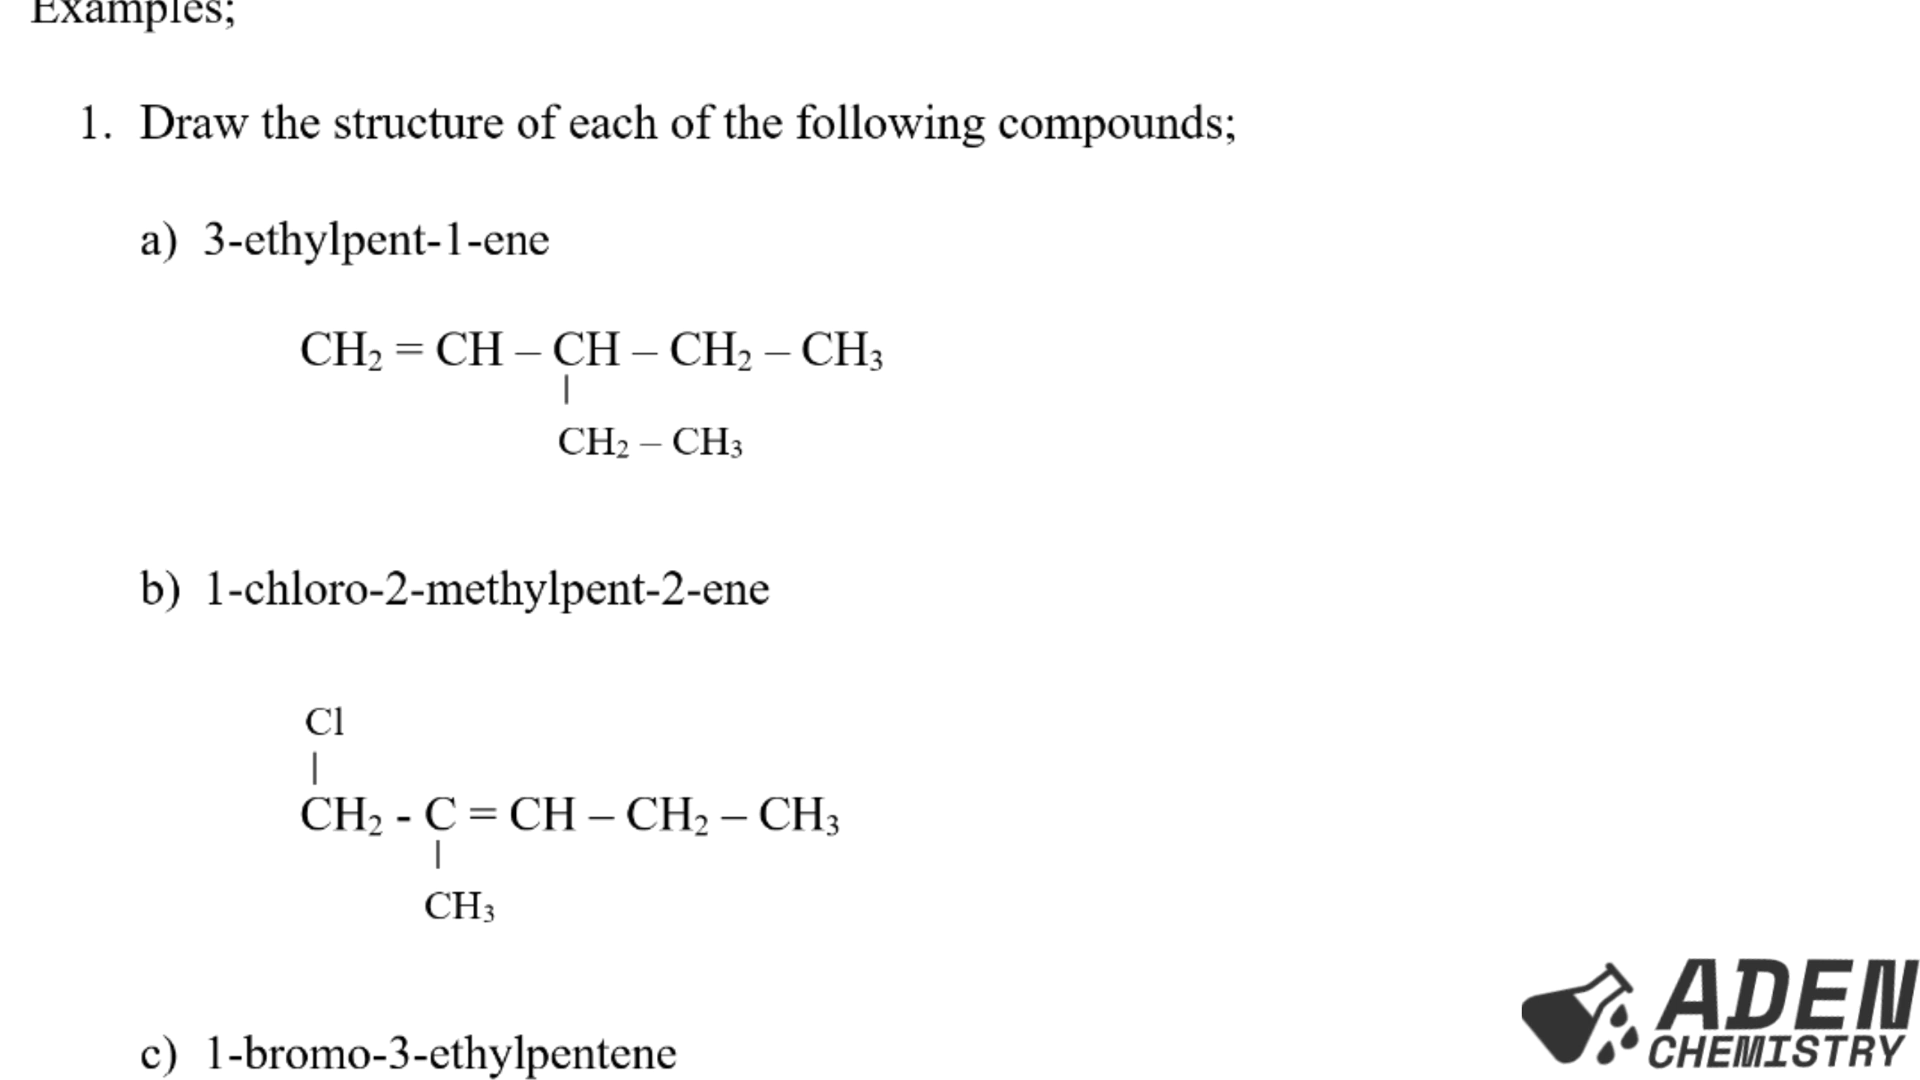 Examples;
1. Draw the structure of each of the following compounds;
a) 3-ethylpent-1-ene
CH₂ = CH – CH – CH₂ – CH₃
|
CH₂ – CH₃
b) 1-chloro-2-methylpent-2-ene
Cl
|
CH₂ - C = CH – CH₂ – CH₃
|
CH₃
c) 1-bromo-3-ethylpentene
ADEN
CHEMISTRY